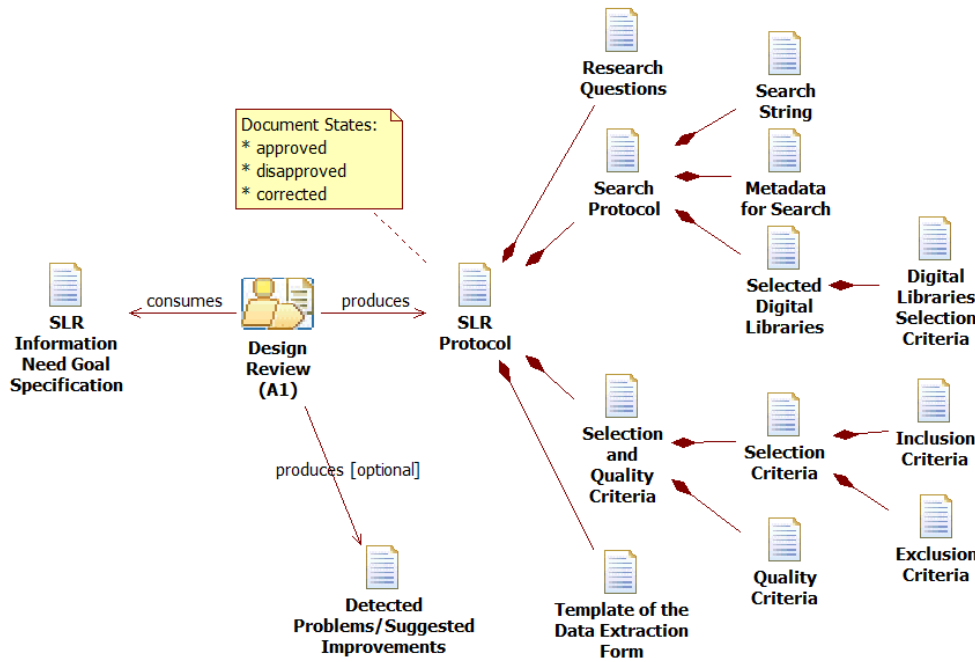 Research
Questions
Search
String
Document States:
* approved
* disapproved
* corrected
Search
Protocol
Metadata
for Search
consumes
produces
SLR
Information
Need Goal
Specification
Design
Review
(A1)
SLR
Protocol
Selected
Digital
Libraries
Digital
Libraries
Selection
Criteria
produces [optional]
Selection
and
Quality
Criteria
Selection
Criteria
Inclusion
Criteria
Exclusion
Criteria
Quality
Criteria
Detected
Problems/Suggested
Improvements
Template of the
Data Extraction
Form